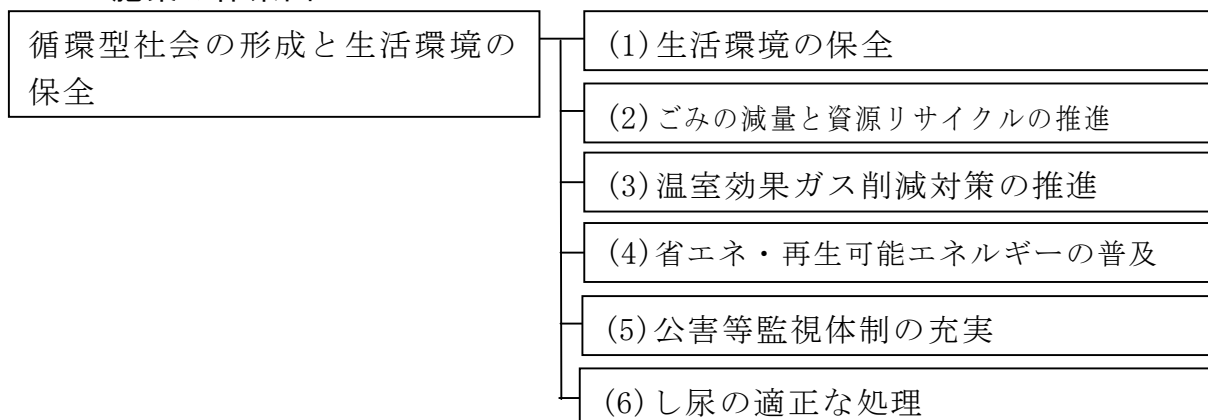 循環型社会の形成と生活環境の
保全
(1)生活環境の保全
(2)ごみの減量と資源リサイクルの推進
(3)温室効果ガス削減対策の推進
(4)省エネ・再生可能エネルギーの普及
(5)公害等監視体制の充実
(6)し尿の適正な処理